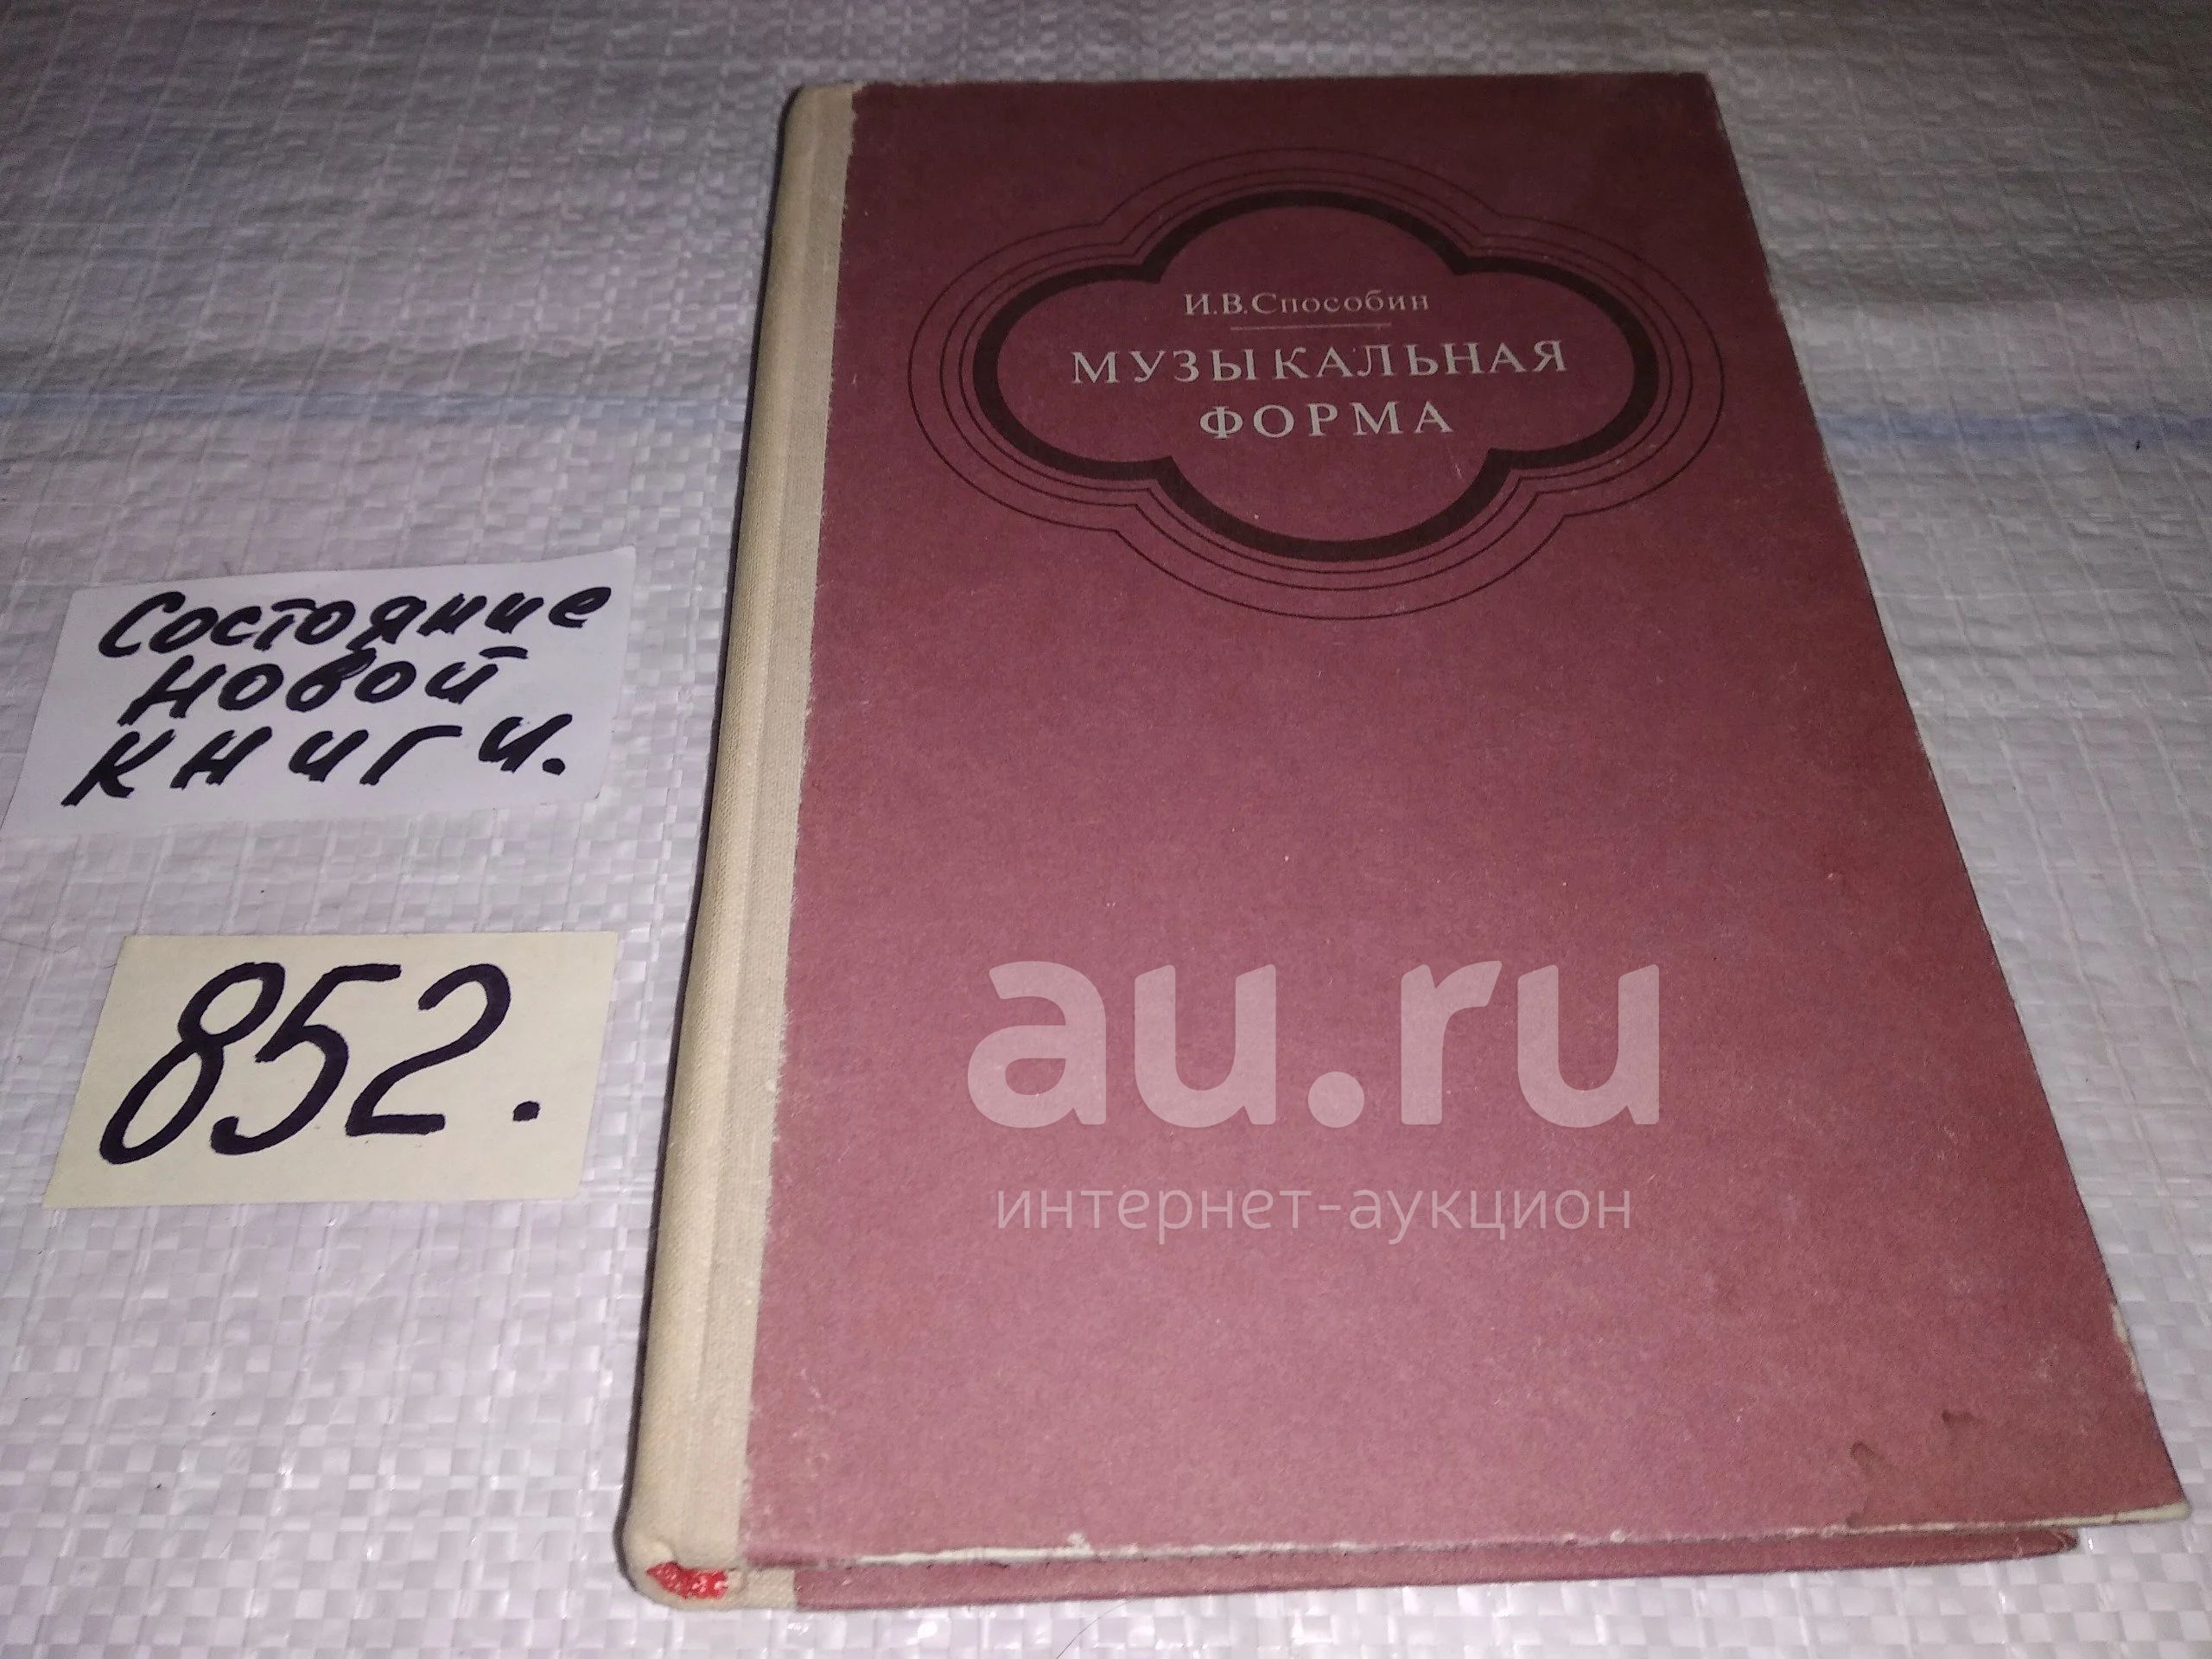 И.В.Способин
МУЗЫКАЛЬНАЯ
ФОРМА
Состояние
новой
книги.
852.
au.ru
интернет-аукцион